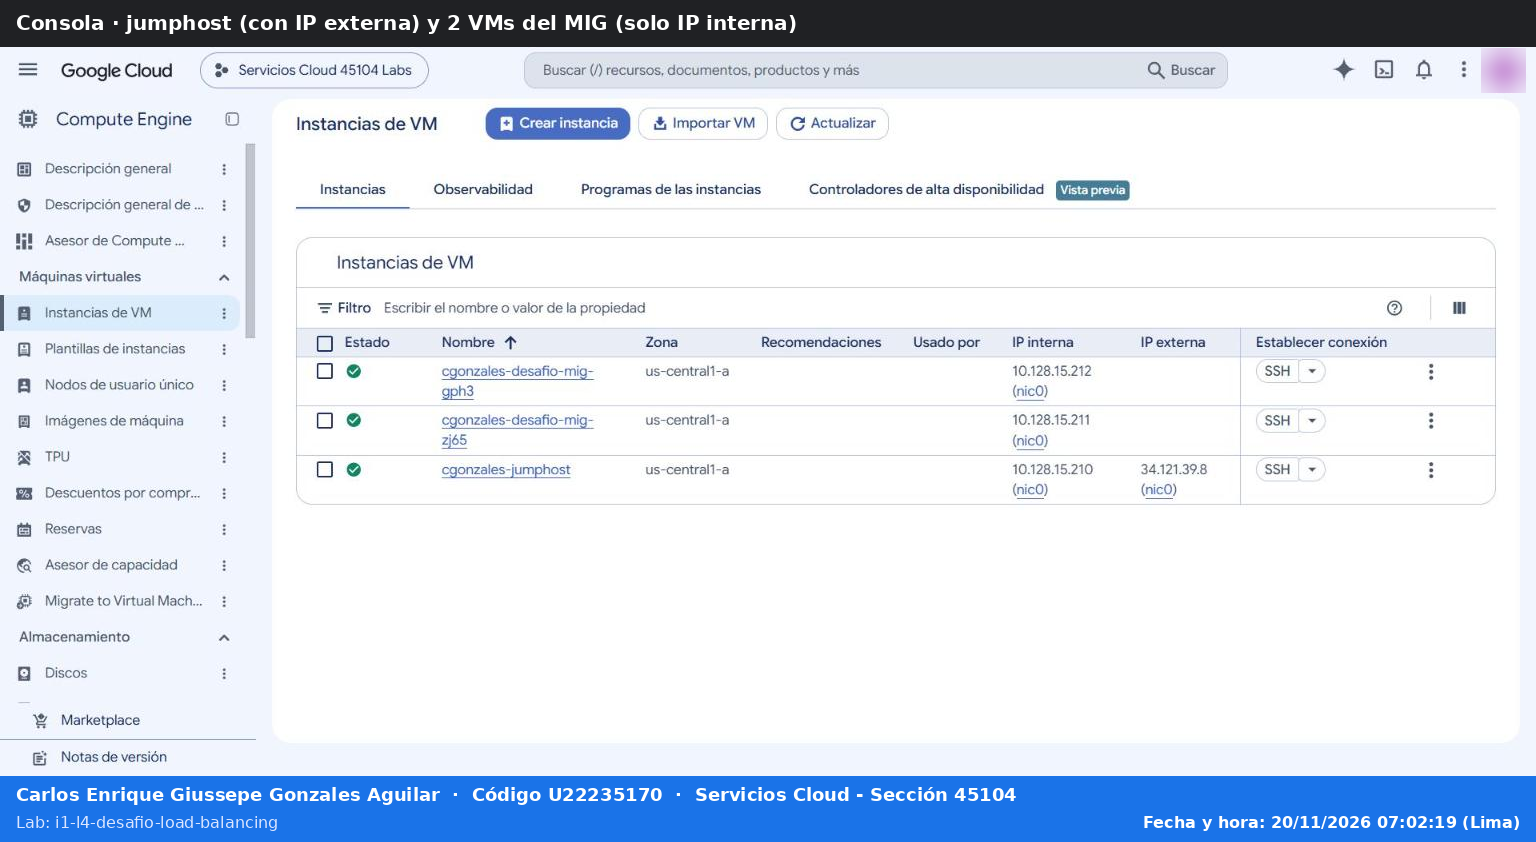 Consola · jumphost (con IP externa) y 2 VMs del MIG (solo IP interna)
Google Cloud
Servicios Cloud 45104 Labs
Buscar (/) recursos, documentos, productos y más
Buscar
Compute Engine
Descripción general
Descripción general de ...
Asesor de Compute ...
Máquinas virtuales
Instancias de VM
Plantillas de instancias
Nodos de usuario único
Imágenes de máquina
TPU
Descuentos por compr...
Reservas
Asesor de capacidad
Migrate to Virtual Mach...
Almacenamiento
Discos
Marketplace
Notas de versión
Instancias de VM
Crear instancia
Importar VM
Actualizar
Instancias
Observabilidad
Programas de las instancias
Controladores de alta disponibilidad
Vista previa
Instancias de VM
Filtro Escribir el nombre o valor de la propiedad
Estado Nombre Zona Recomendaciones Usado por IP interna IP externa Establecer conexión
cgonzales-desafio-mig- us-central1-a 10.128.15.212 SSH
gph3 (nic0)
cgonzales-desafio-mig- us-central1-a 10.128.15.211 SSH
zj65 (nic0)
cgonzales-jumphost us-central1-a 10.128.15.210 34.121.39.8 SSH
(nic0) (nic0)
Carlos Enrique Giussepe Gonzales Aguilar · Código U22235170 · Servicios Cloud - Sección 45104
Lab: i1-l4-desafio-load-balancing
Fecha y hora: 20/11/2026 07:02:19 (Lima)